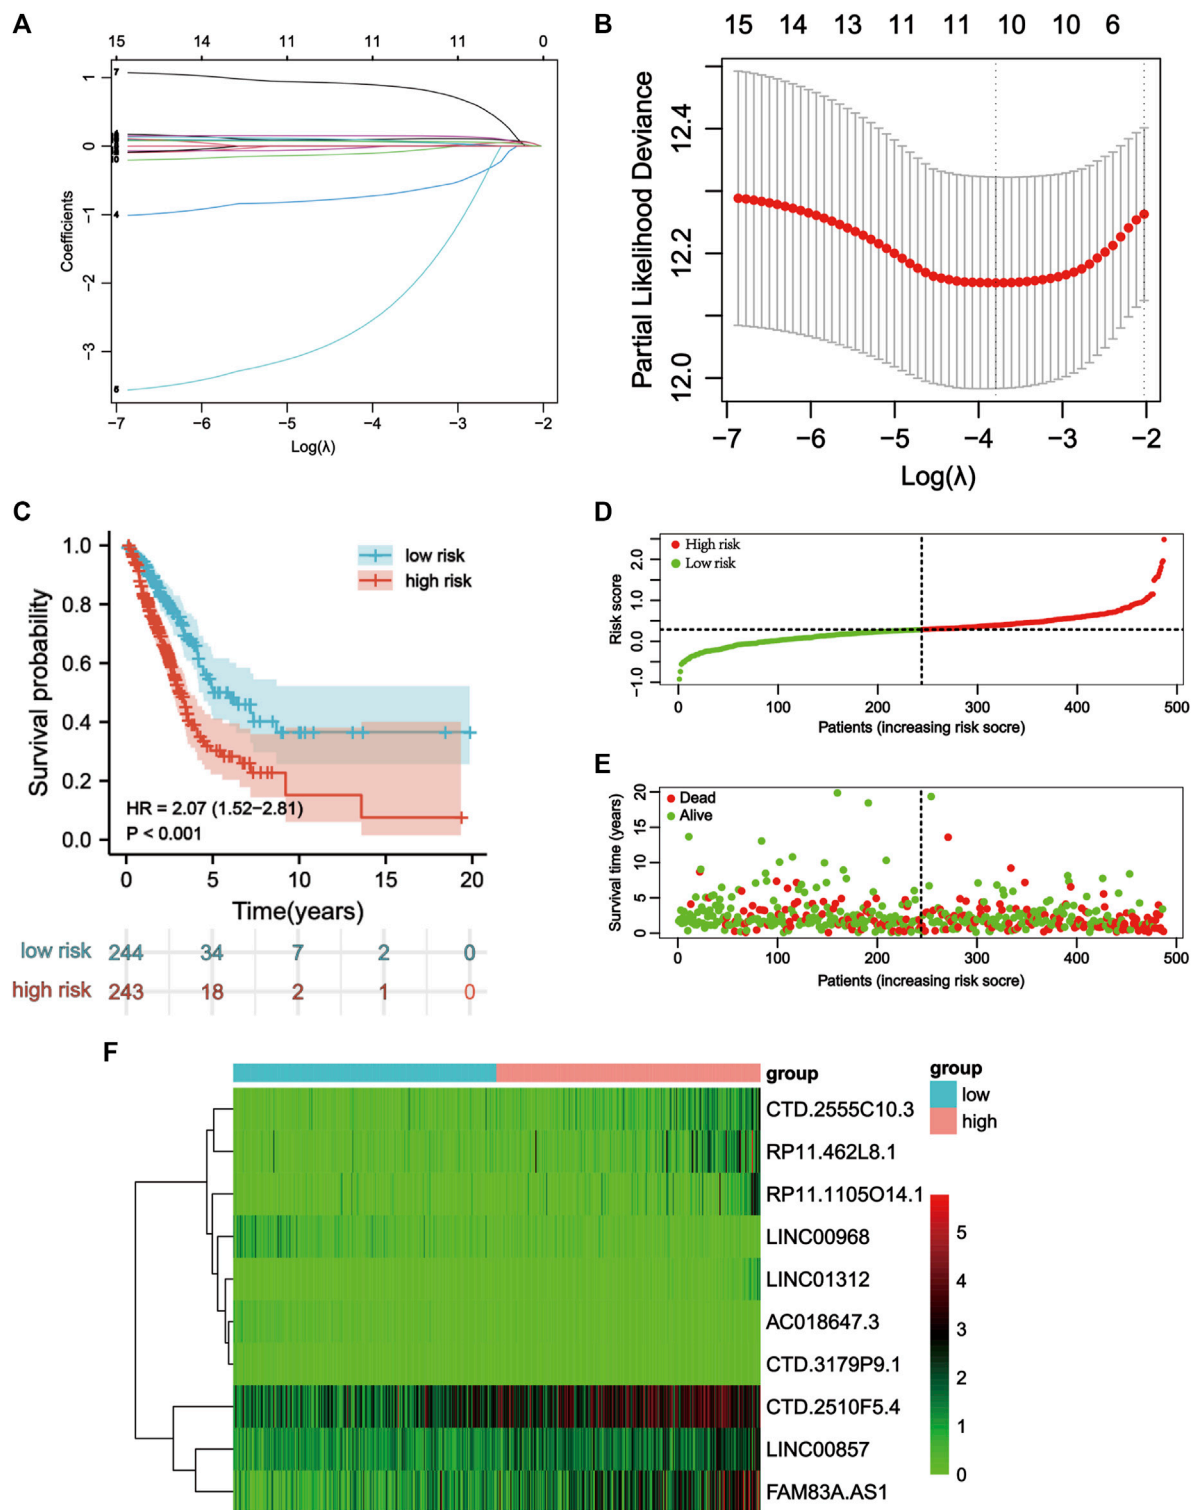 A
15 14 11 11 11 0
7
10
4
5
1
0
−1
−2
−3
Coefficients
−7 −6 −5 −4 −3 −2
Log(λ)
B
15 14 13 11 11 10 10 6
12.4
12.2
12.0
Partial Likelihood Deviance
−7 −6 −5 −4 −3 −2
Log(λ)
C
1.0
0.8
0.6
0.4
0.2
0.0
Survival probability
low risk
high risk
HR = 2.07 (1.52−2.81)
P < 0.001
0 5 10 15 20
Time(years)
low risk 244 34 7 2 0
high risk 243 18 2 1 0
D
High risk
Low risk
2.0
1.0
0.0
−1.0
Risk score
0 100 200 300 400 500
Patients (increasing risk socre)
E
Dead
Alive
20
15
10
5
0
Survival time (years)
0 100 200 300 400 500
Patients (increasing risk socre)
F
group
CTD.2555C10.3
RP11.462L8.1
RP11.1105O14.1
LINC00968
LINC01312
AC018647.3
CTD.3179P9.1
CTD.2510F5.4
LINC00857
FAM83A.AS1
group
low
high
5
4
3
2
1
0